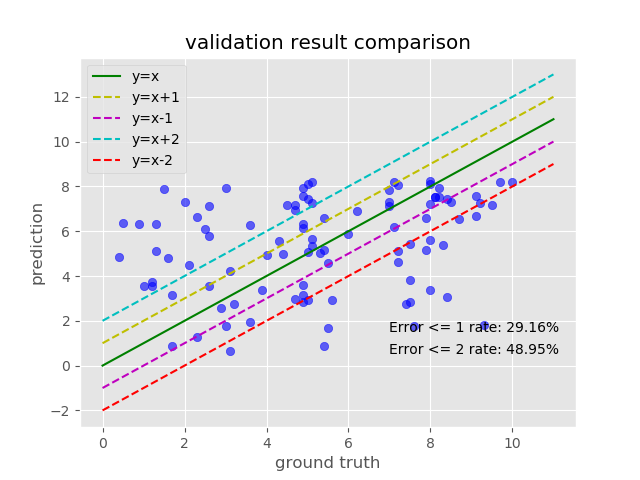 validation result comparison
y=x
y=x+1
y=x-1
y=x+2
y=x-2
12
10
8
6
4
2
0
−2
prediction
Error <= 1 rate: 29.16%
Error <= 2 rate: 48.95%
0 2 4 6 8 10
ground truth